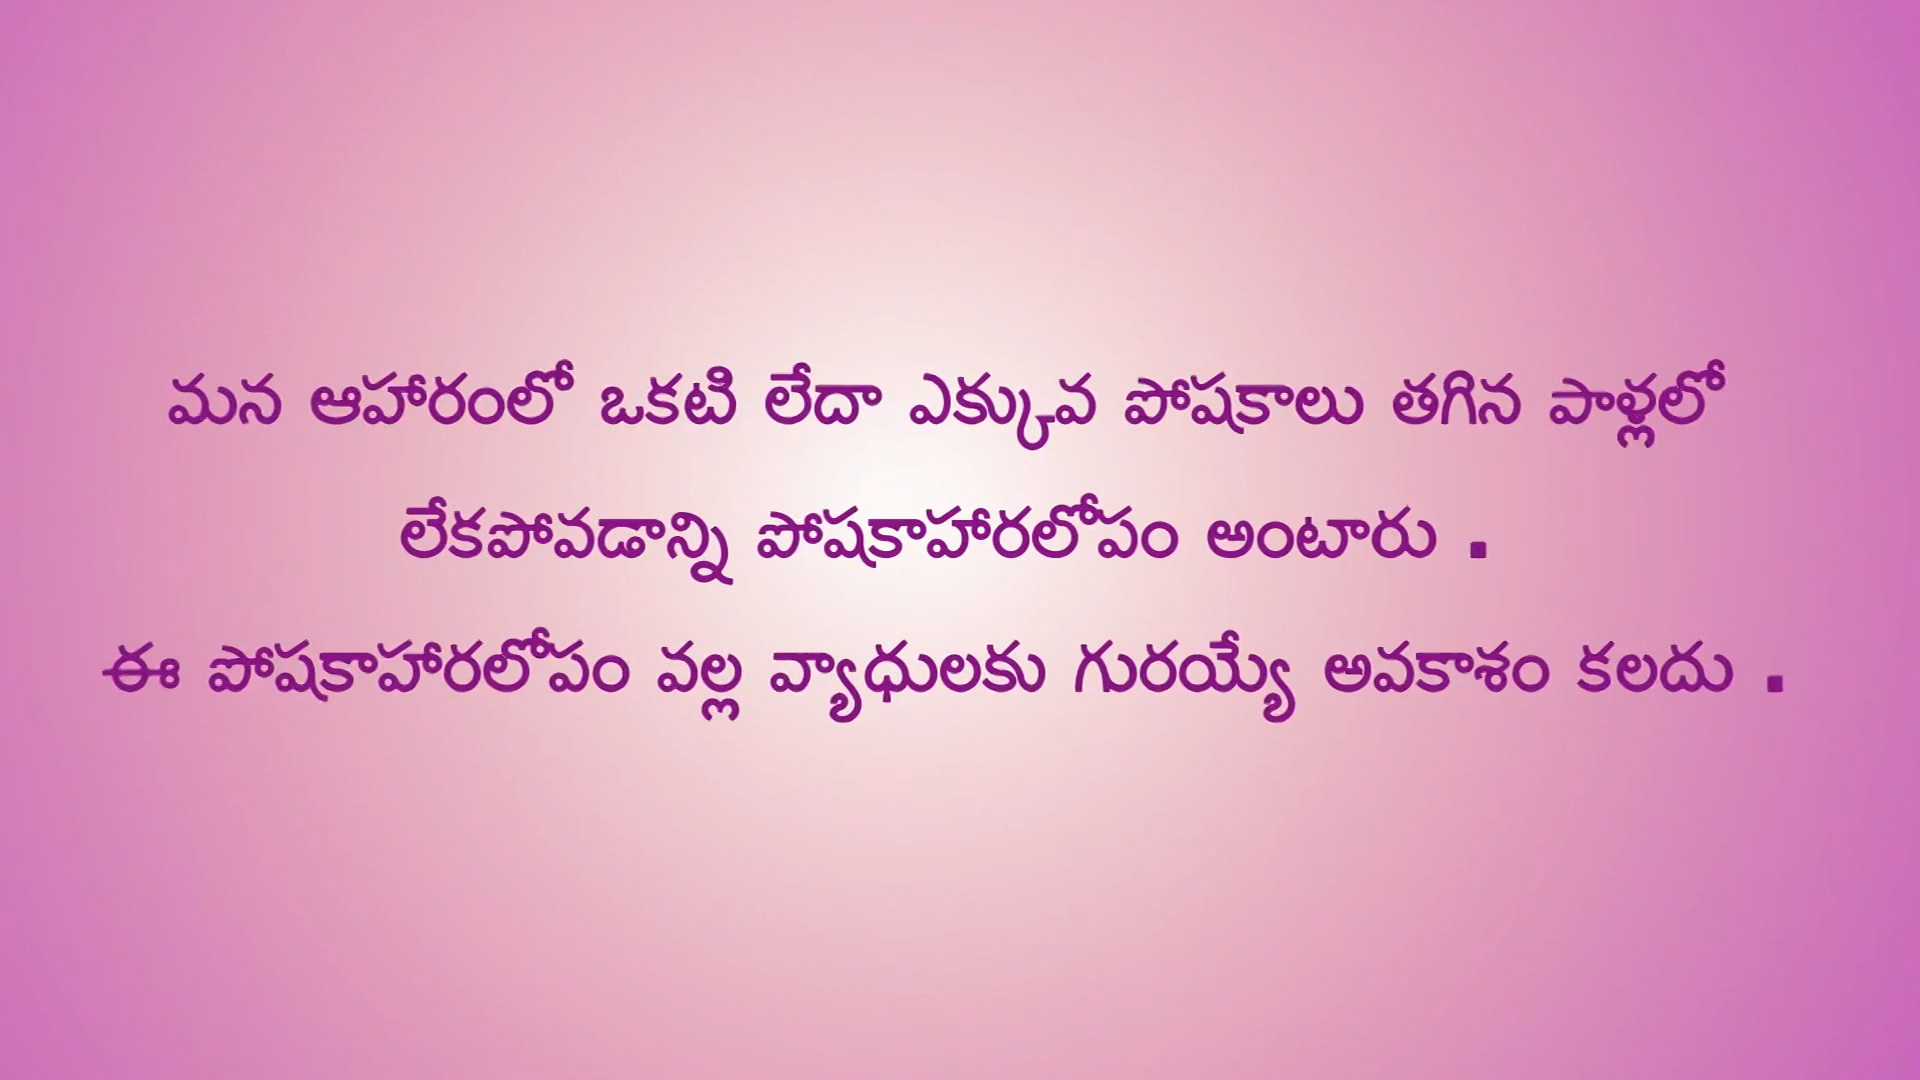 మన ఆహారంలో ఒకటి లేదా ఎక్కువ పోషకాలు తగిన పాళ్లలో
లేకపోవడాన్ని పోషకాహారలోపం అంటారు .
ఈ పోషకాహారలోపం వల్ల వ్యాధులకు గురయ్యే అవకాశం కలదు .